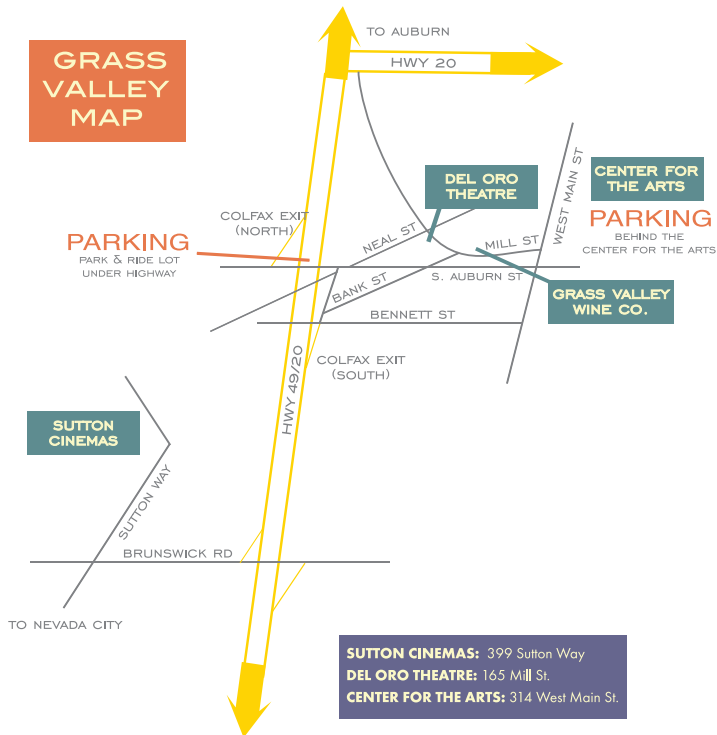 GRASS
VALLEY
MAP
TO AUBURN
HWY 20
DEL ORO
THEATRE
WEST MAIN ST
CENTER FOR
THE ARTS
PARKING
BEHIND THE
CENTER FOR THE ARTS
COLFAX EXIT
(NORTH)
NEAL ST
MILL ST
PARKING
PARK & RIDE LOT
UNDER HIGHWAY
BANK ST
S. AUBURN ST
GRASS VALLEY
WINE CO.
BENNETT ST
COLFAX EXIT
(SOUTH)
HWY 49/20
SUTTON
CINEMAS
SUTTON WAY
BRUNSWICK RD
TO NEVADA CITY
SUTTON CINEMAS: 399 Sutton Way
DEL ORO THEATRE: 165 Mill St.
CENTER FOR THE ARTS: 314 West Main St.